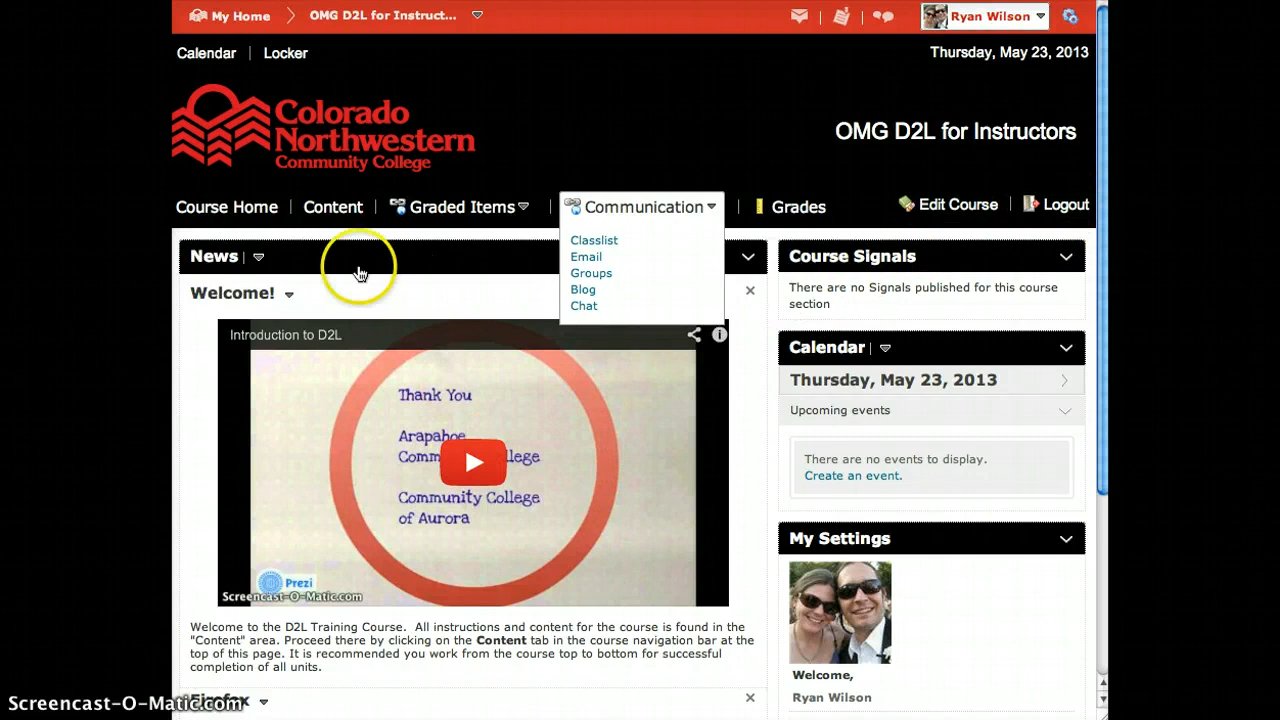 My Home
OMG D2L for Instruct...
Ryan Wilson
Calendar | Locker
Thursday, May 23, 2013
Colorado
Northwestern
Community College
OMG D2L for Instructors
Course Home | Content | Graded Items | Communication | Grades
Edit Course | Logout
Classlist
Email
Groups
Blog
Chat
News
Welcome!
Introduction to D2L
Thank You
Arapahoe
Community College
of Aurora
Prezi
Screencast-O-Matic.com
Welcome to the D2L Training Course. All instructions and content for the course is found in the
"Content" area. Proceed there by clicking on the Content tab in the course navigation bar at the
top of this page. It is recommended you work from the course top to bottom for successful
completion of all units.
Firefox
Course Signals
There are no Signals published for this course
section
Calendar
Thursday, May 23, 2013
Upcoming events
There are no events to display.
Create an event.
My Settings
Welcome,
Ryan Wilson
Screencast-O-Matic.com